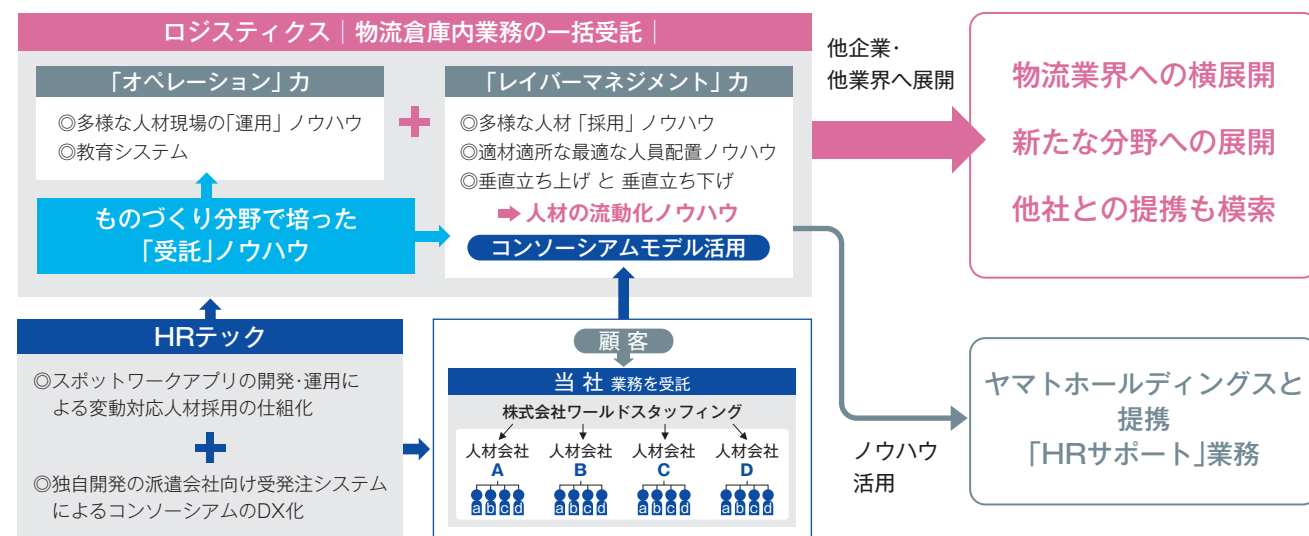 ロジスティクス｜物流倉庫内業務の一括受託｜
「オペレーション」力
◎多様な人材現場の「運用」ノウハウ
◎教育システム
+
「レイバーマネジメント」力
◎多様な人材「採用」ノウハウ
◎適材適所な最適な人員配置ノウハウ
◎垂直立ち上げ と 垂直立ち下げ
➡人材の流動化ノウハウ
コンソーシアムモデル活用
ものづくり分野で培った
「受託」ノウハウ
他企業・
他業界へ展開
物流業界への横展開
新たな分野への展開
他社との提携も模索
HRテック
◎スポットワークアプリの開発・運用に
よる変動対応人材採用の仕組化
+
◎独自開発の派遣会社向け受発注システム
によるコンソーシアムのDX化
顧客
当社 業務を受託
株式会社ワールドスタッフィング
人材会社 人材会社 人材会社 人材会社
A B C D
a b c d a b c d a b c d a b c d
ノウハウ
活用
ヤマトホールディングスと
提携
「HRサポート」業務